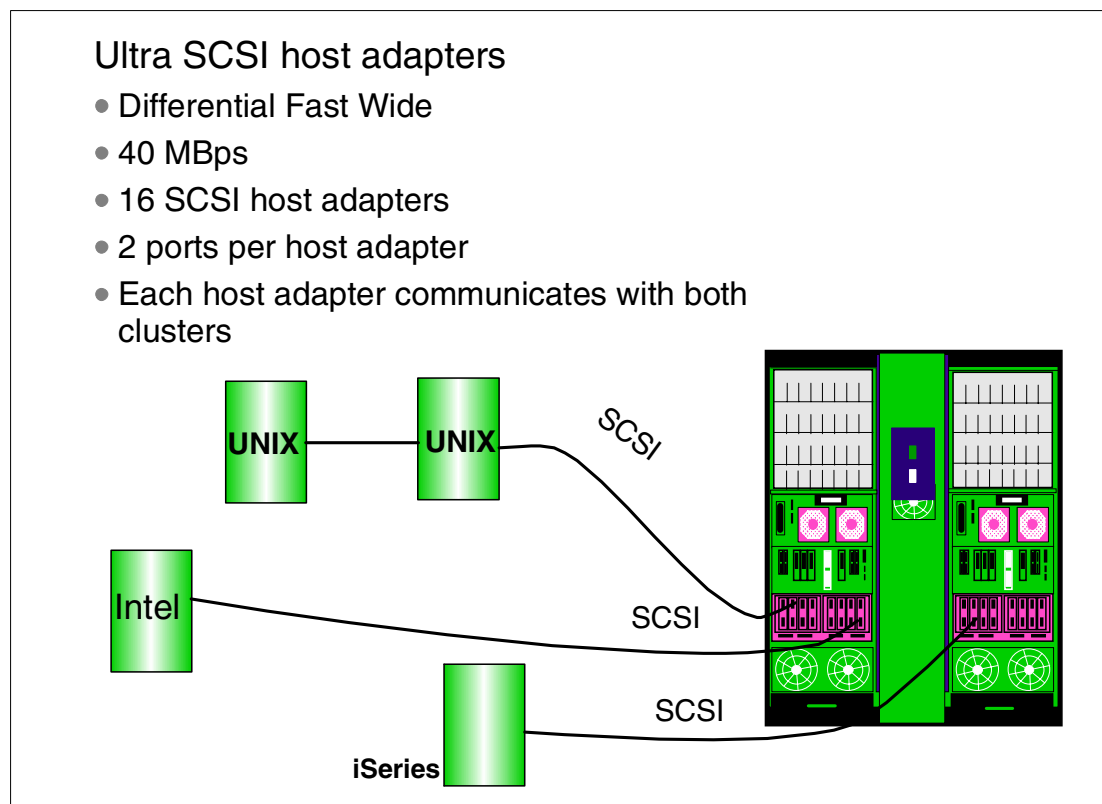 Ultra SCSI host adapters
Differential Fast Wide
40 MBps
16 SCSI host adapters
2 ports per host adapter
Each host adapter communicates with both
clusters
UNIX
UNIX
SCSI
Intel
SCSI
SCSI
iSeries